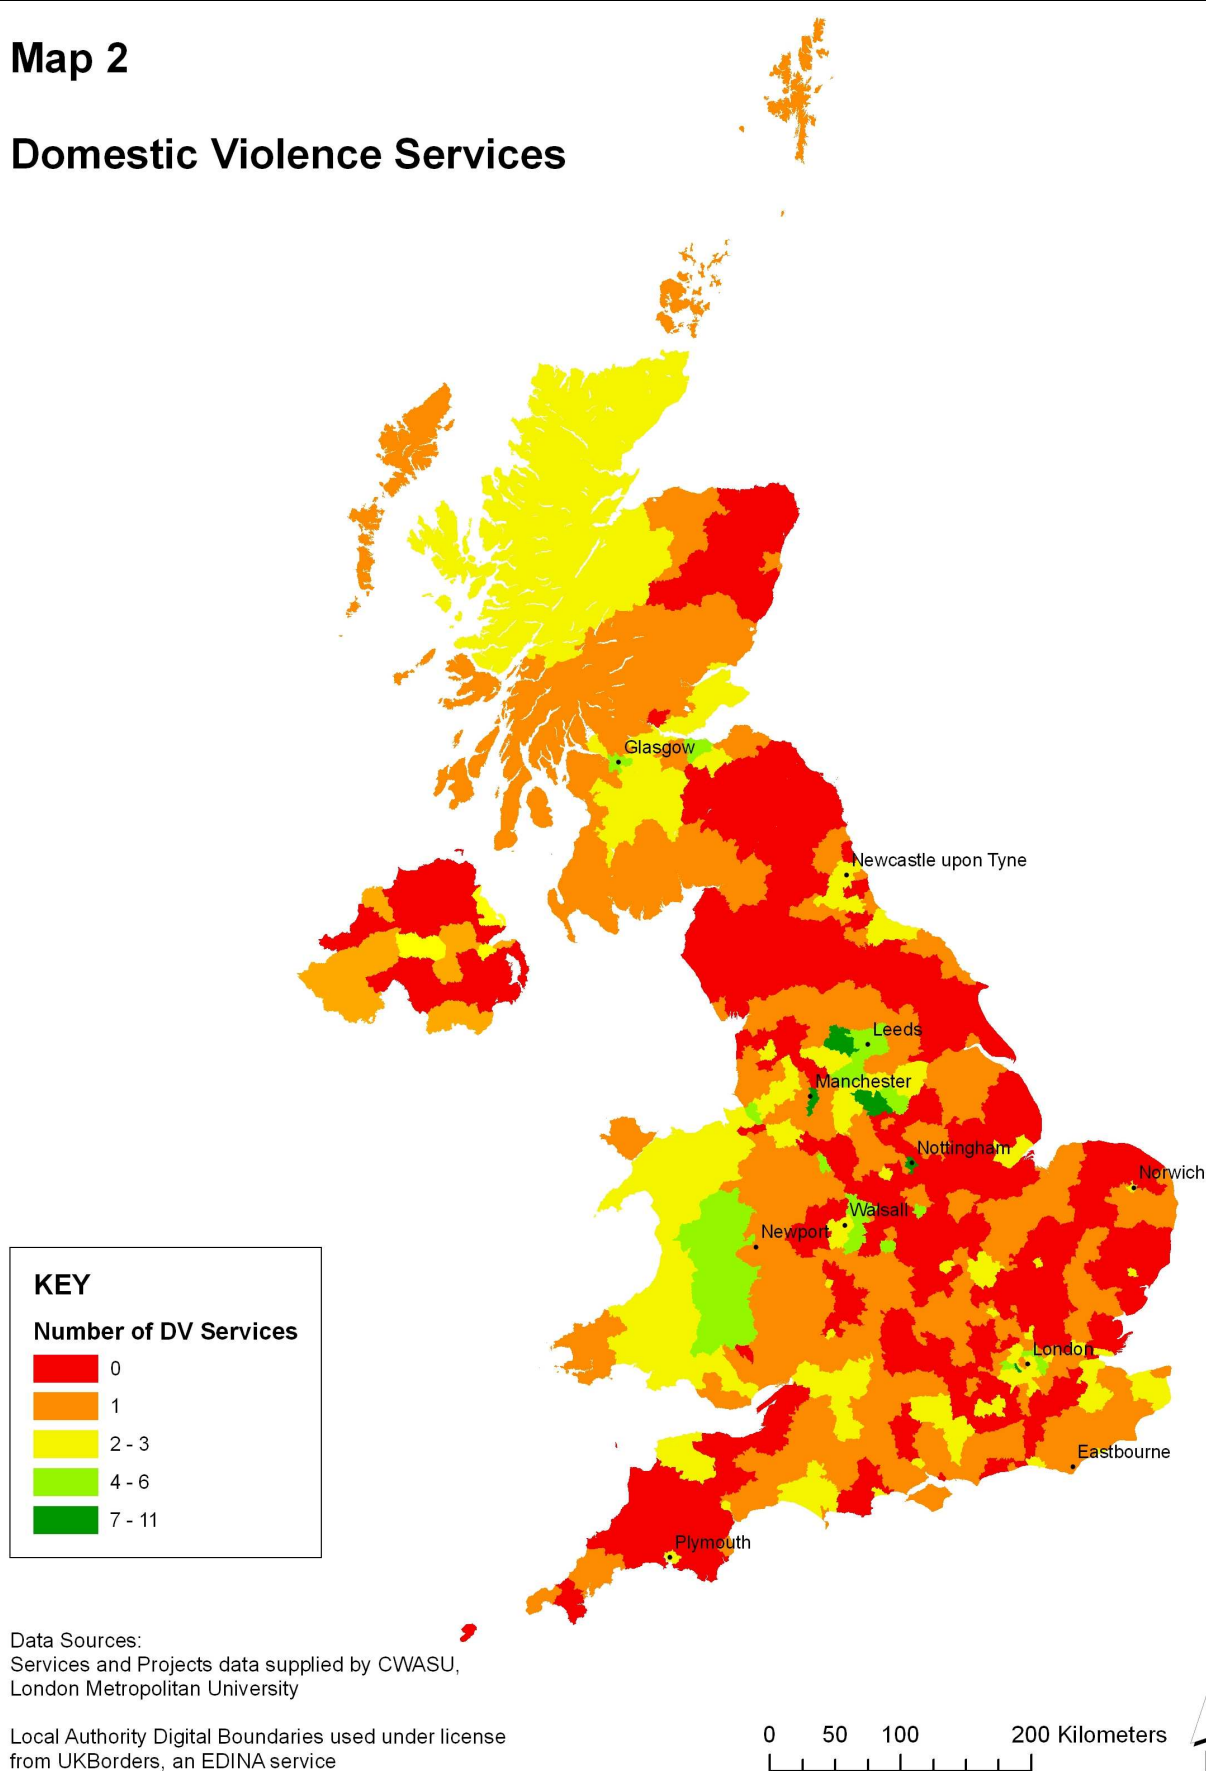 Map 2
Domestic Violence Services
Glasgow
Newcastle upon Tyne
Leeds
Manchester
Nottingham
Norwich
Walsall
Newport
London
Eastbourne
Plymouth
KEY
Number of DV Services
0
1
2 - 3
4 - 6
7 - 11
Data Sources:
Services and Projects data supplied by CWASU,
London Metropolitan University
Local Authority Digital Boundaries used under license
from UKBorders, an EDINA service
0 50 100 200 Kilometers